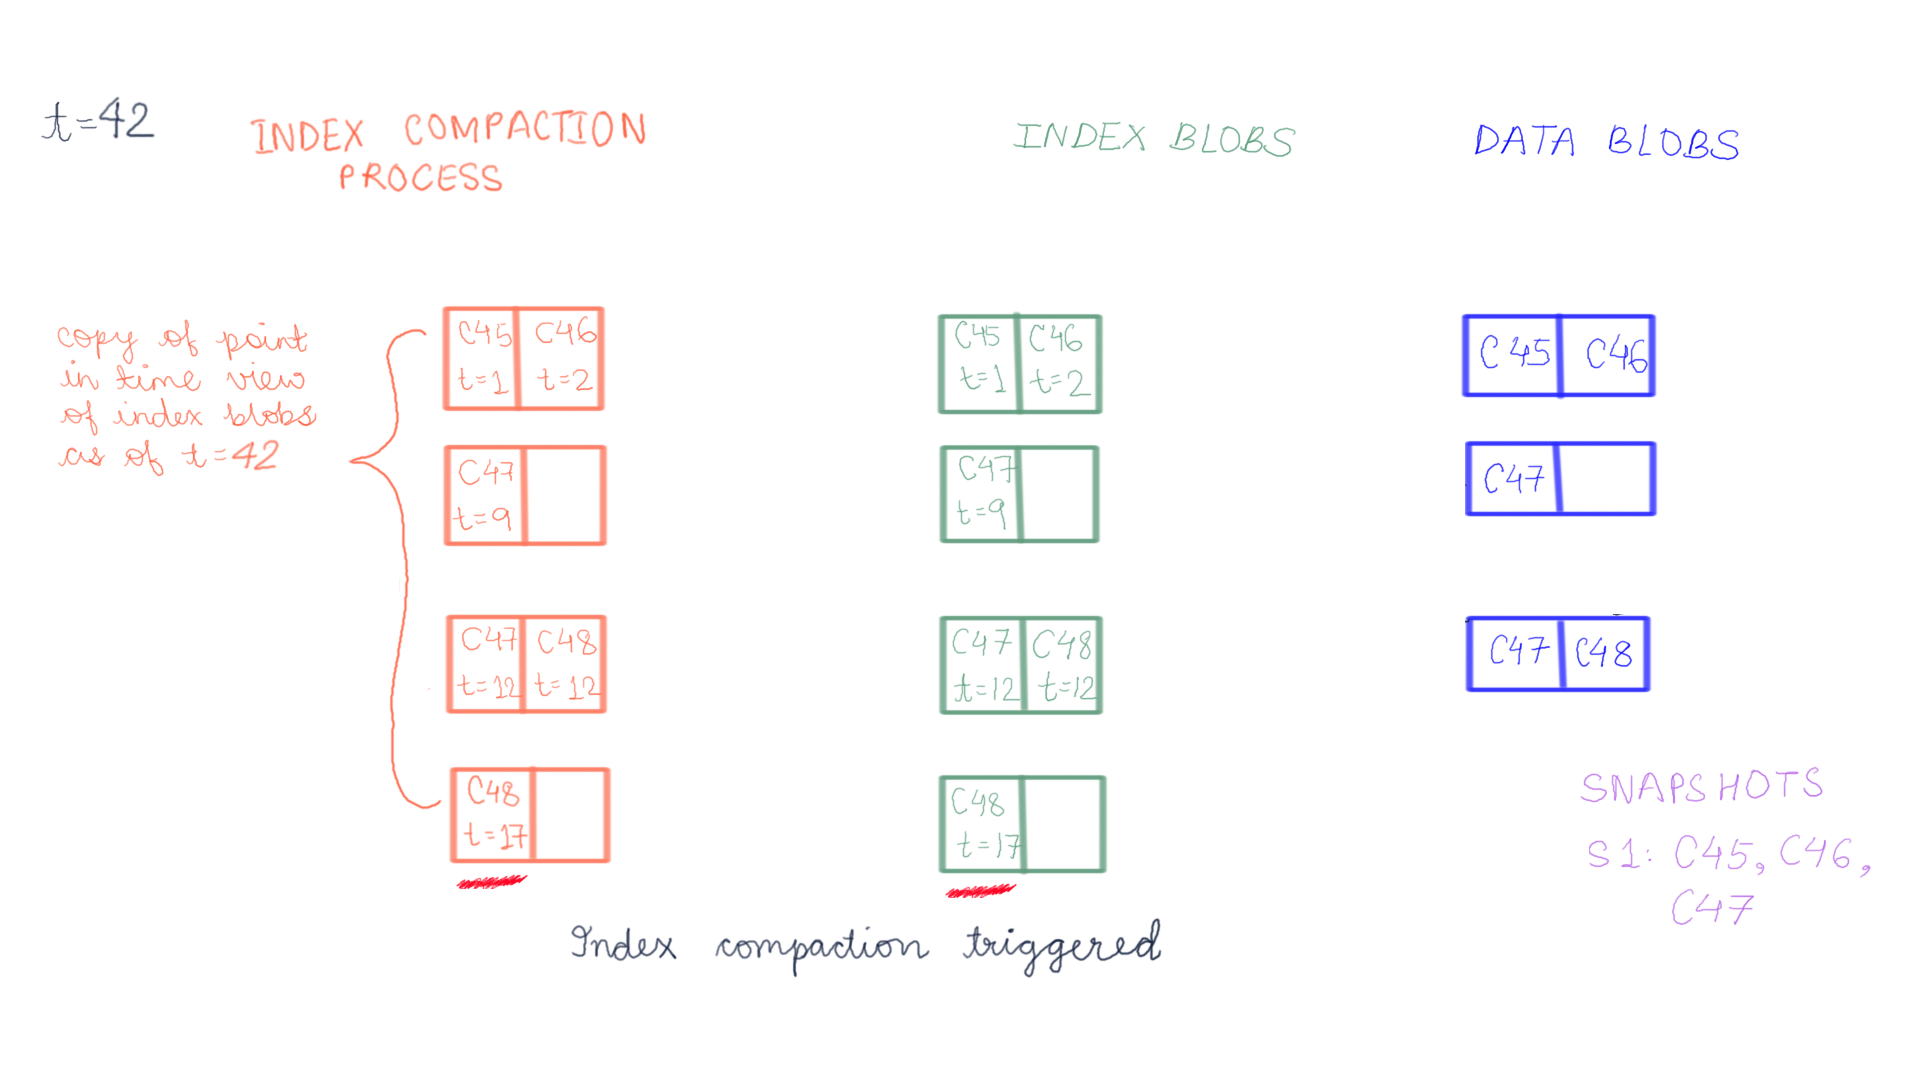 t=42
INDEX COMPACTION
PROCESS
INDEX BLOBS
DATA BLOBS
copy of point
in time view
of index blobs
as of t=42
C45 C46
t=1 t=2
C47
t=9
C47 C48
t=12 t=12
C48
t=17
C45 C46
t=1 t=2
C47
t=9
C47 C48
t=12 t=12
C48
t=17
C45 C46
C47
C47 C48
SNAPSHOTS
S1: C45, C46,
C47
Index compaction triggered